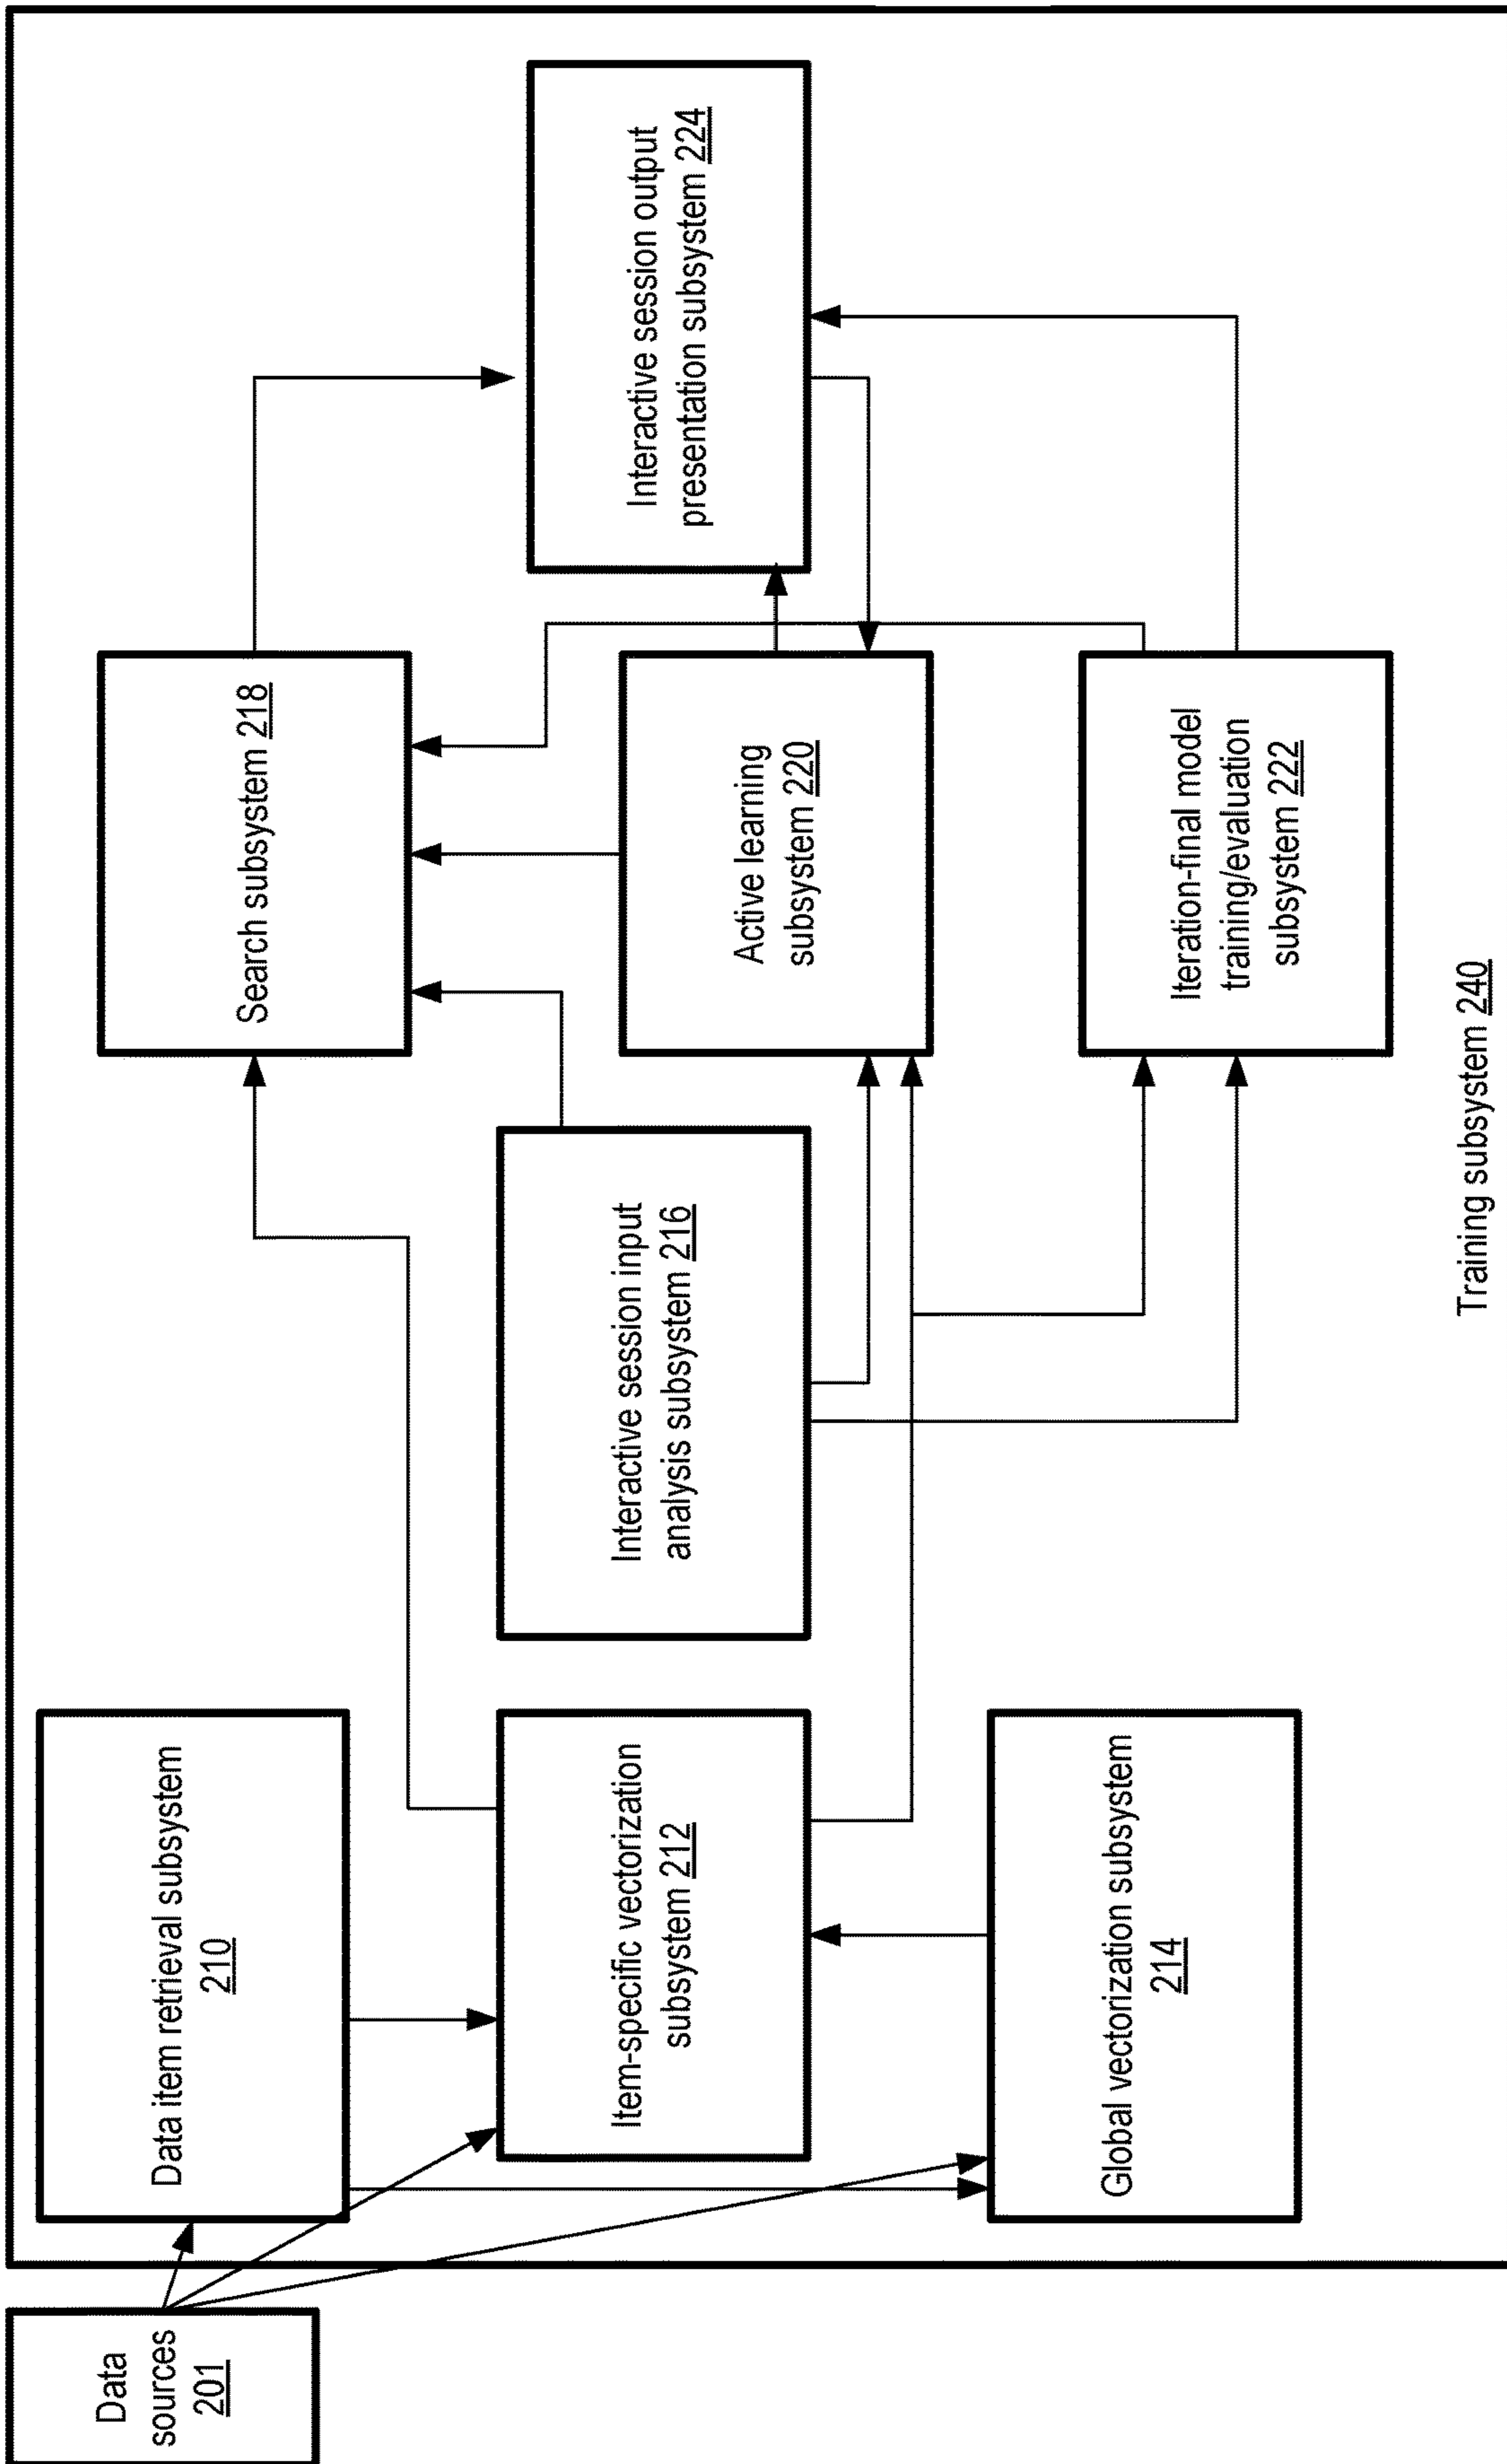 Data
sources
201
Data item retrieval subsystem
210
Item-specific vectorization
subsystem 212
Global vectorization subsystem
214
Interactive session input
analysis subsystem 216
Search subsystem 218
Active learning
subsystem 220
Iteration-final model
training/evaluation
subsystem 222
Interactive session output
presentation subsystem 224
Training subsystem 240